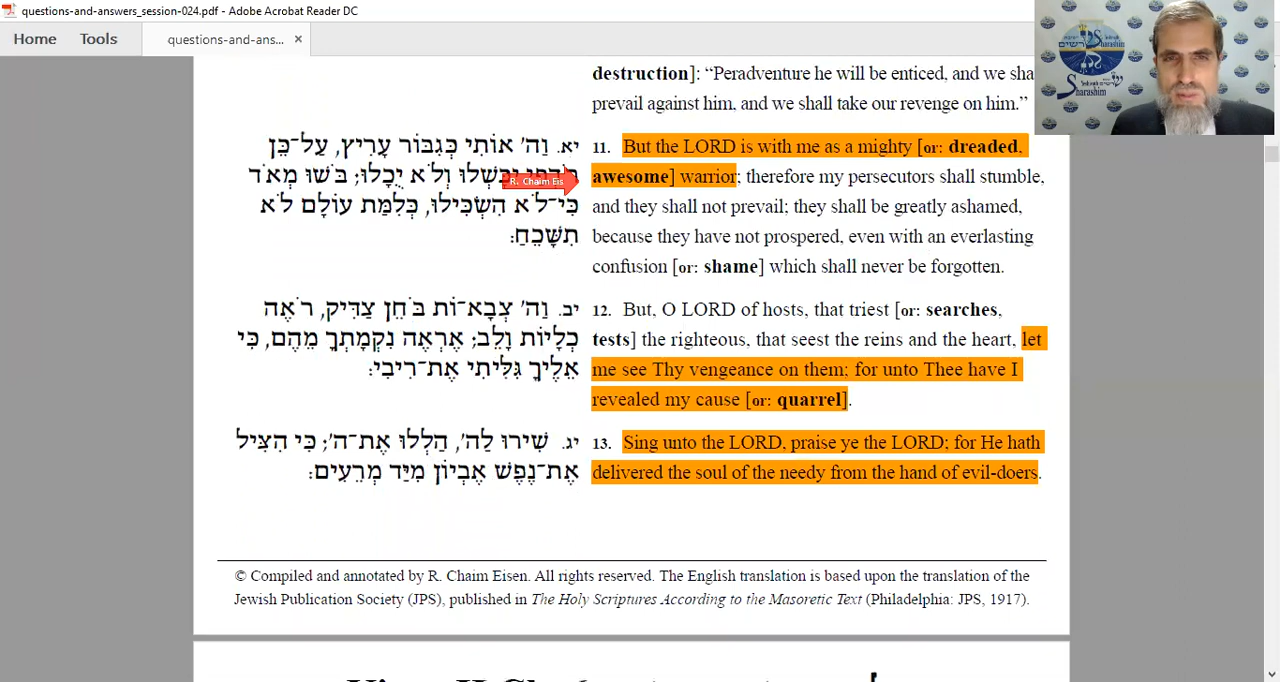 questions-and-answers_session-024.pdf - Adobe Acrobat Reader DC
Home Tools questions-and-ans... ×
destruction]: “Peradventure he will be enticed, and we sha
prevail against him, and we shall take our revenge on him.”
יא. וַה' אוֹתִי כְּגִבּוֹר עָרִיץ, עַל־כֵּן
יִכָּשְׁלוּ וְלֹא יֻכָלוּ; בֹּשׁוּ מְאֹד
כִּי־לֹא הִשְׂכִּילוּ, כְּלִמַּת עוֹלָם לֹא
תִשָּׁכֵחַ:
11. But the LORD is with me as a mighty [or: dreaded,
awesome] warrior; therefore my persecutors shall stumble,
and they shall not prevail; they shall be greatly ashamed,
because they have not prospered, even with an everlasting
confusion [or: shame] which shall never be forgotten.
R. Chaim Eis
יב. וַה' צְבָא־וֹת בֹּחֵן צַדִּיק, רֹאֶה
כְלָיוֹת וָלֵב; אֶרְאֶה נִקְמָתְךָ מֵהֶם, כִּי
אֵלֶיךָ גִּלִּיתִי אֶת־רִיבִי:
12. But, O LORD of hosts, that triest [or: searches,
tests] the righteous, that seest the reins and the heart, let
me see Thy vengeance on them; for unto Thee have I
revealed my cause [or: quarrel].
יג. שִׁירוּ לַה', הַלְלוּ אֶת־ה'; כִּי הִצִּיל
אֶת־נֶפֶשׁ אֶבְיוֹן מִיַּד מְרֵעִים:
13. Sing unto the LORD, praise ye the LORD; for He hath
delivered the soul of the needy from the hand of evil-doers.
© Compiled and annotated by R. Chaim Eisen. All rights reserved. The English translation is based upon the translation of the
Jewish Publication Society (JPS), published in The Holy Scriptures According to the Masoretic Text (Philadelphia: JPS, 1917).
Sharashim